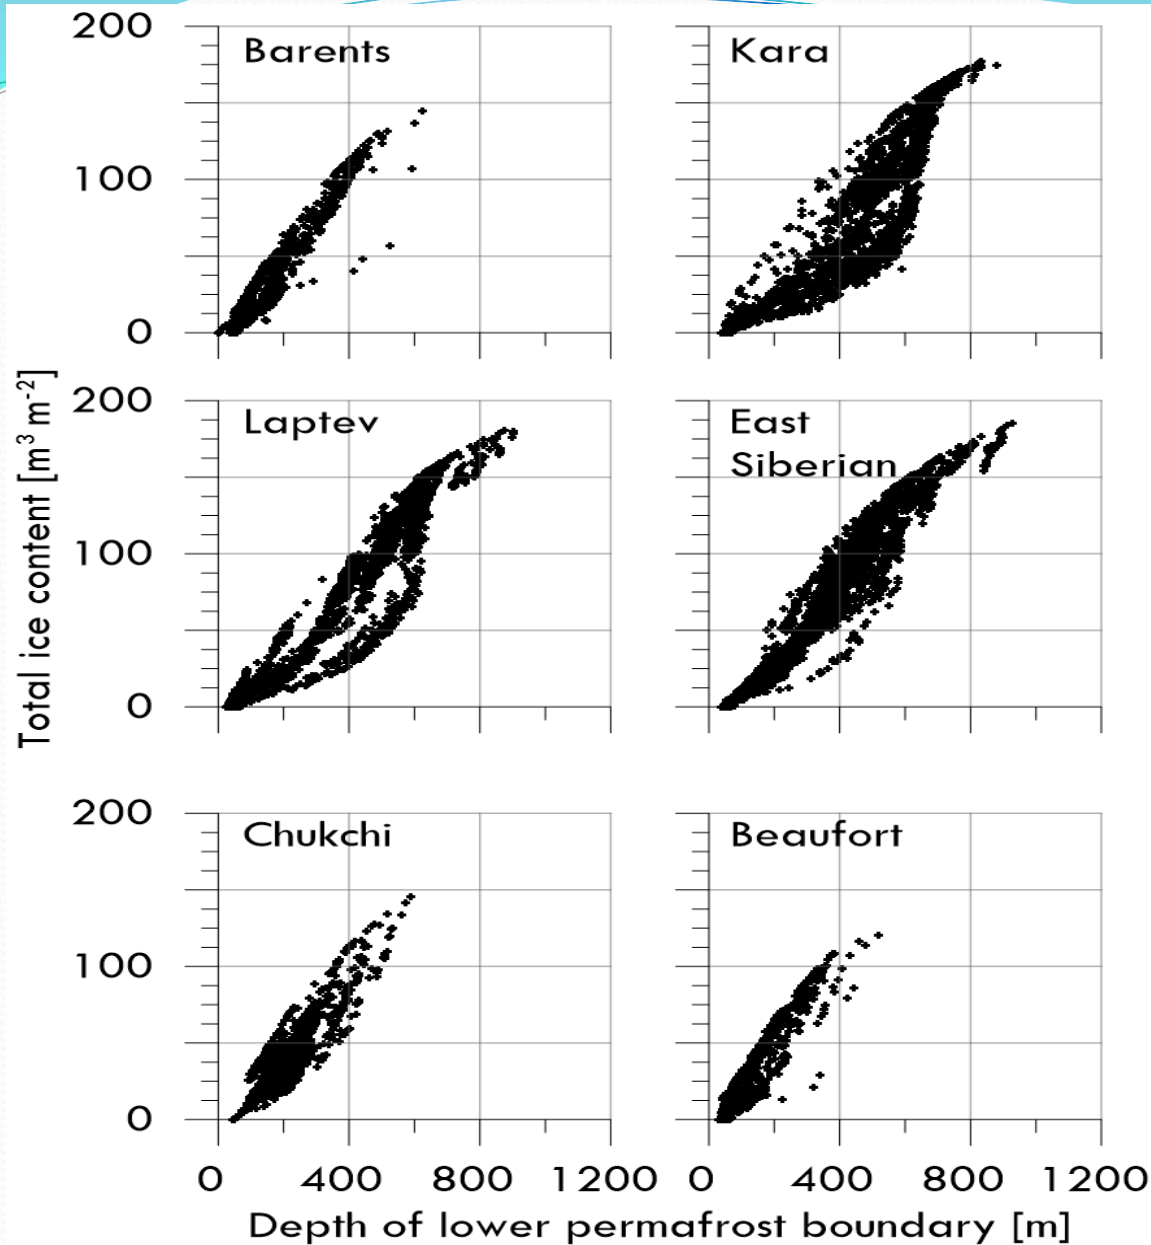 200
Barents
Kara
100
0
200
Laptev
East
Siberian
100
0
Total ice content [m³ m⁻²]
200
Chukchi
Beaufort
100
0
0 400 800 1200 0 400 800 1200
Depth of lower permafrost boundary [m]